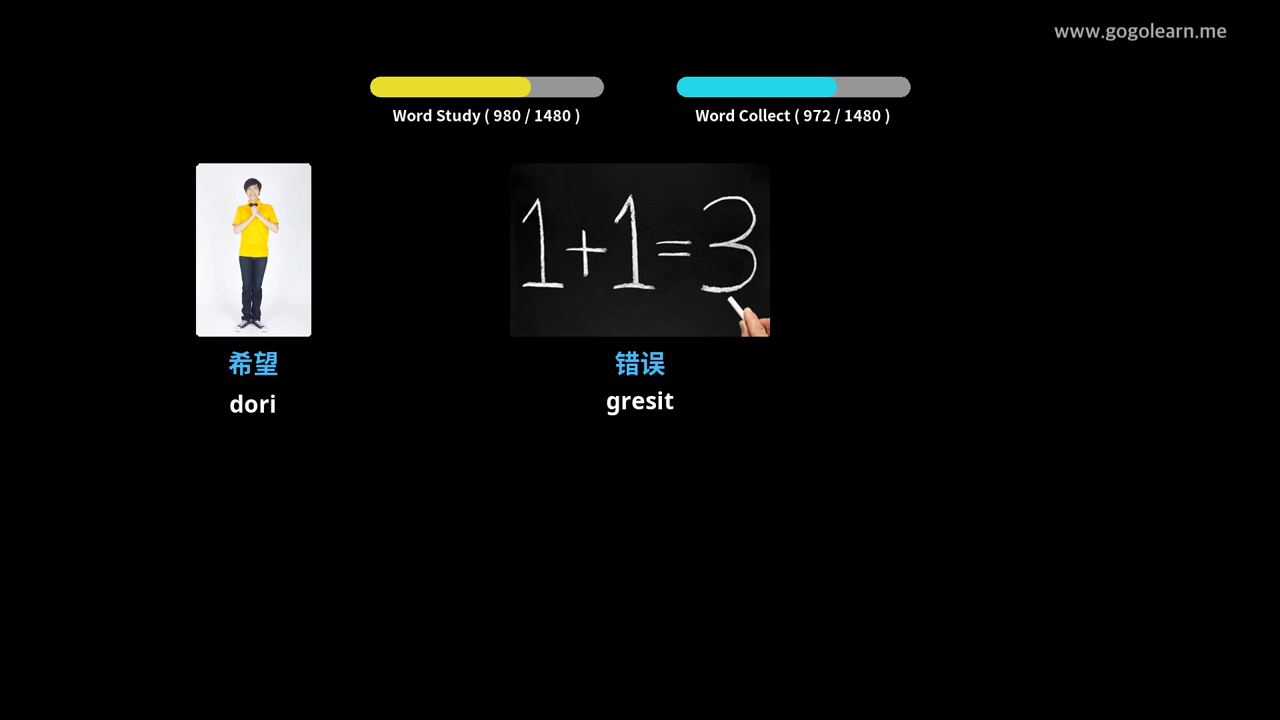 www.gogolearn.me
Word Study ( 980 / 1480 )
Word Collect ( 972 / 1480 )
1+1=3
希望
dori
错误
gresit